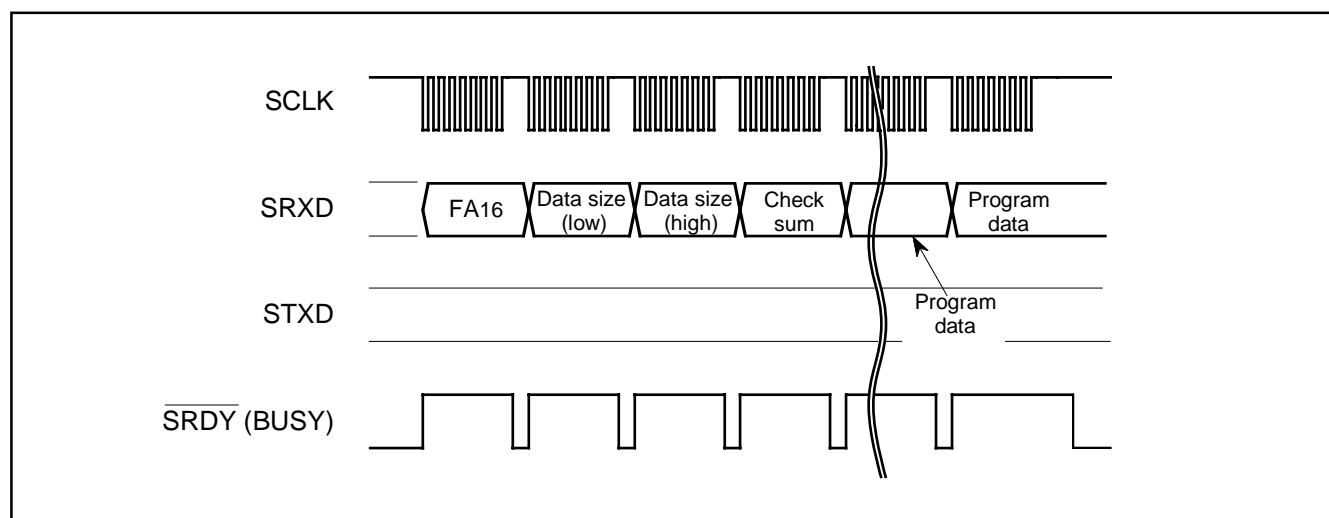 SCLK
SRXD
FA16
Data size
(low)
Data size
(high)
Check
sum
Program
data
Program
data
STXD
SRDY (BUSY)